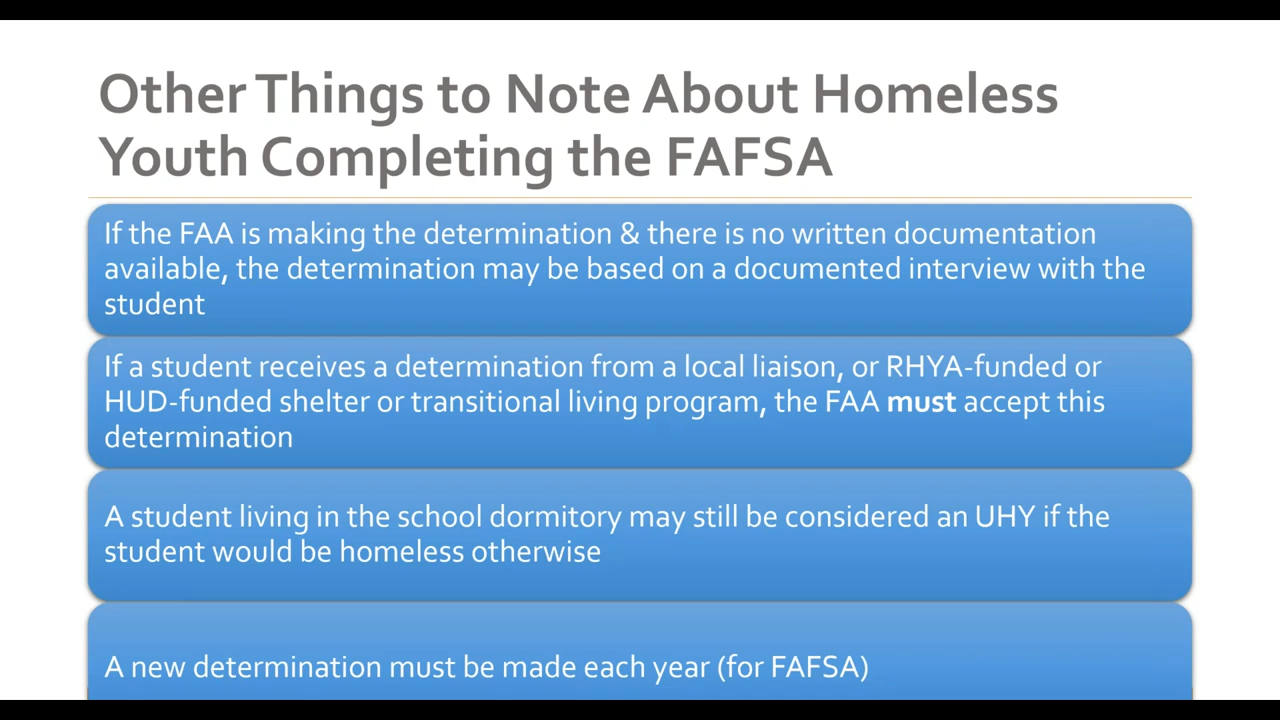 Other Things to Note About Homeless
Youth Completing the FAFSA
If the FAA is making the determination & there is no written documentation
available, the determination may be based on a documented interview with the
student
If a student receives a determination from a local liaison, or RHYA-funded or
HUD-funded shelter or transitional living program, the FAA must accept this
determination
A student living in the school dormitory may still be considered an UHY if the
student would be homeless otherwise
A new determination must be made each year (for FAFSA)